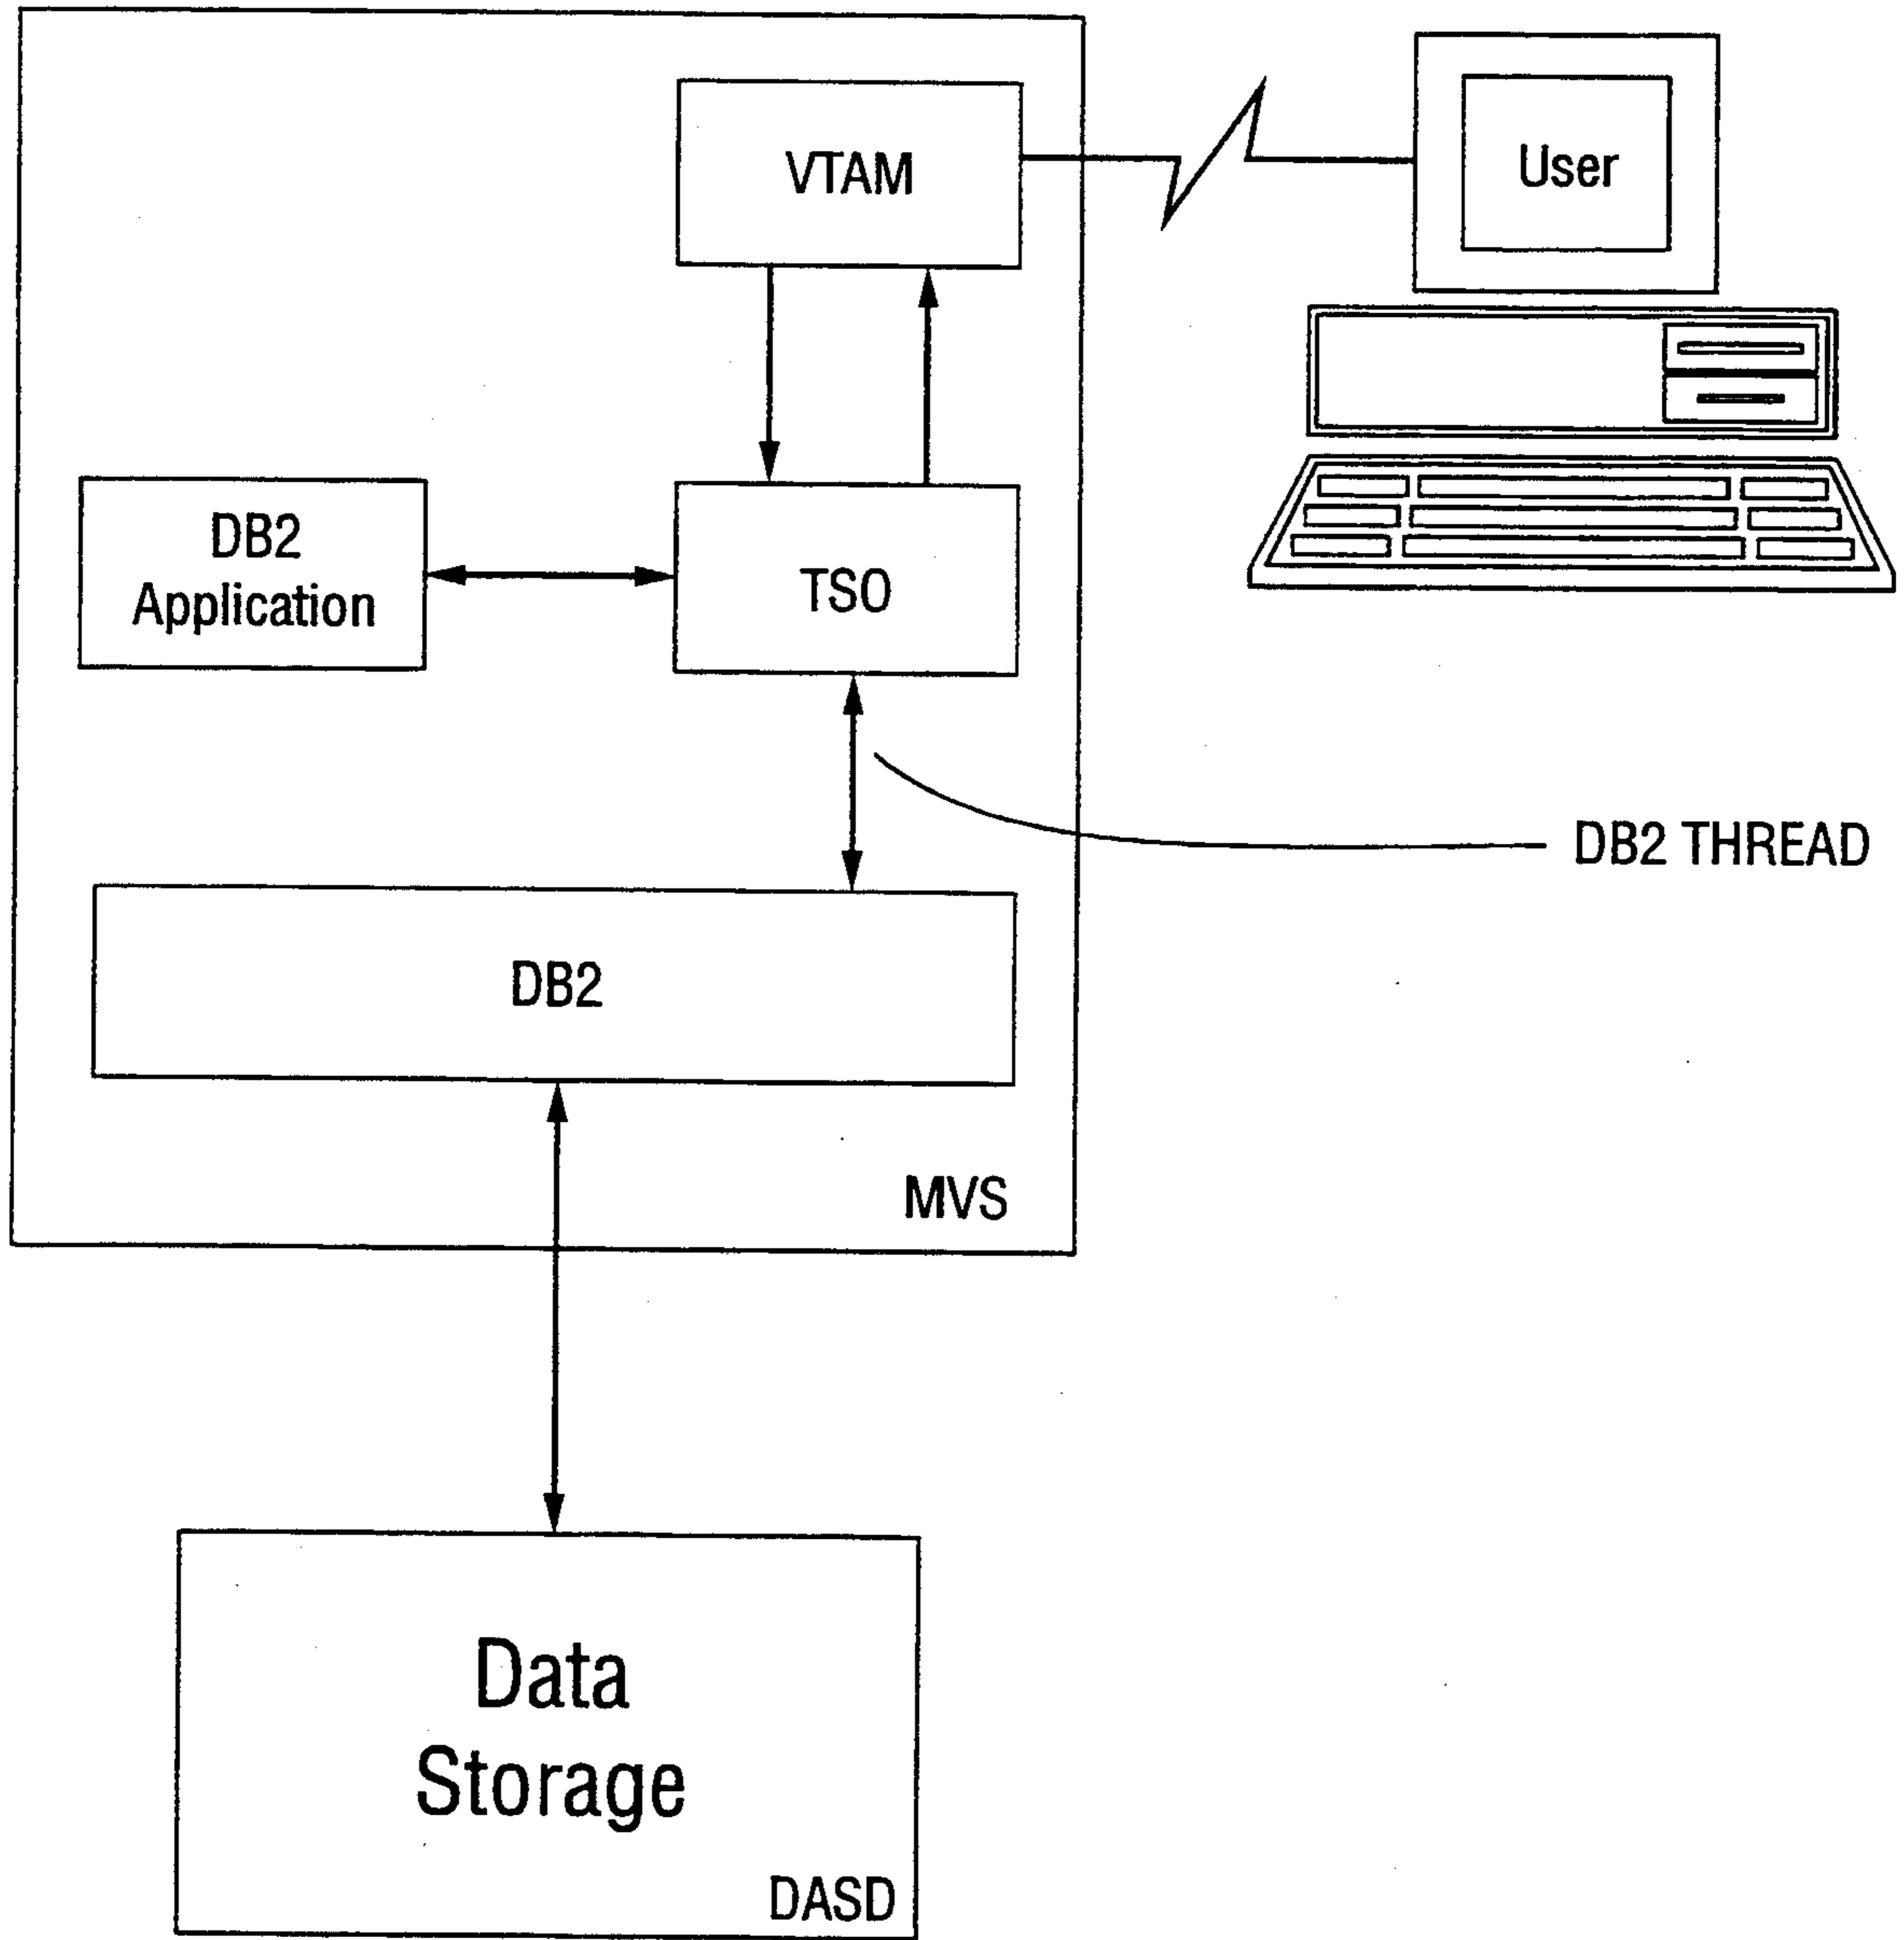 VTAM
User
DB2
Application
TSO
DB2 THREAD
DB2
MVS
Data
Storage
DASD